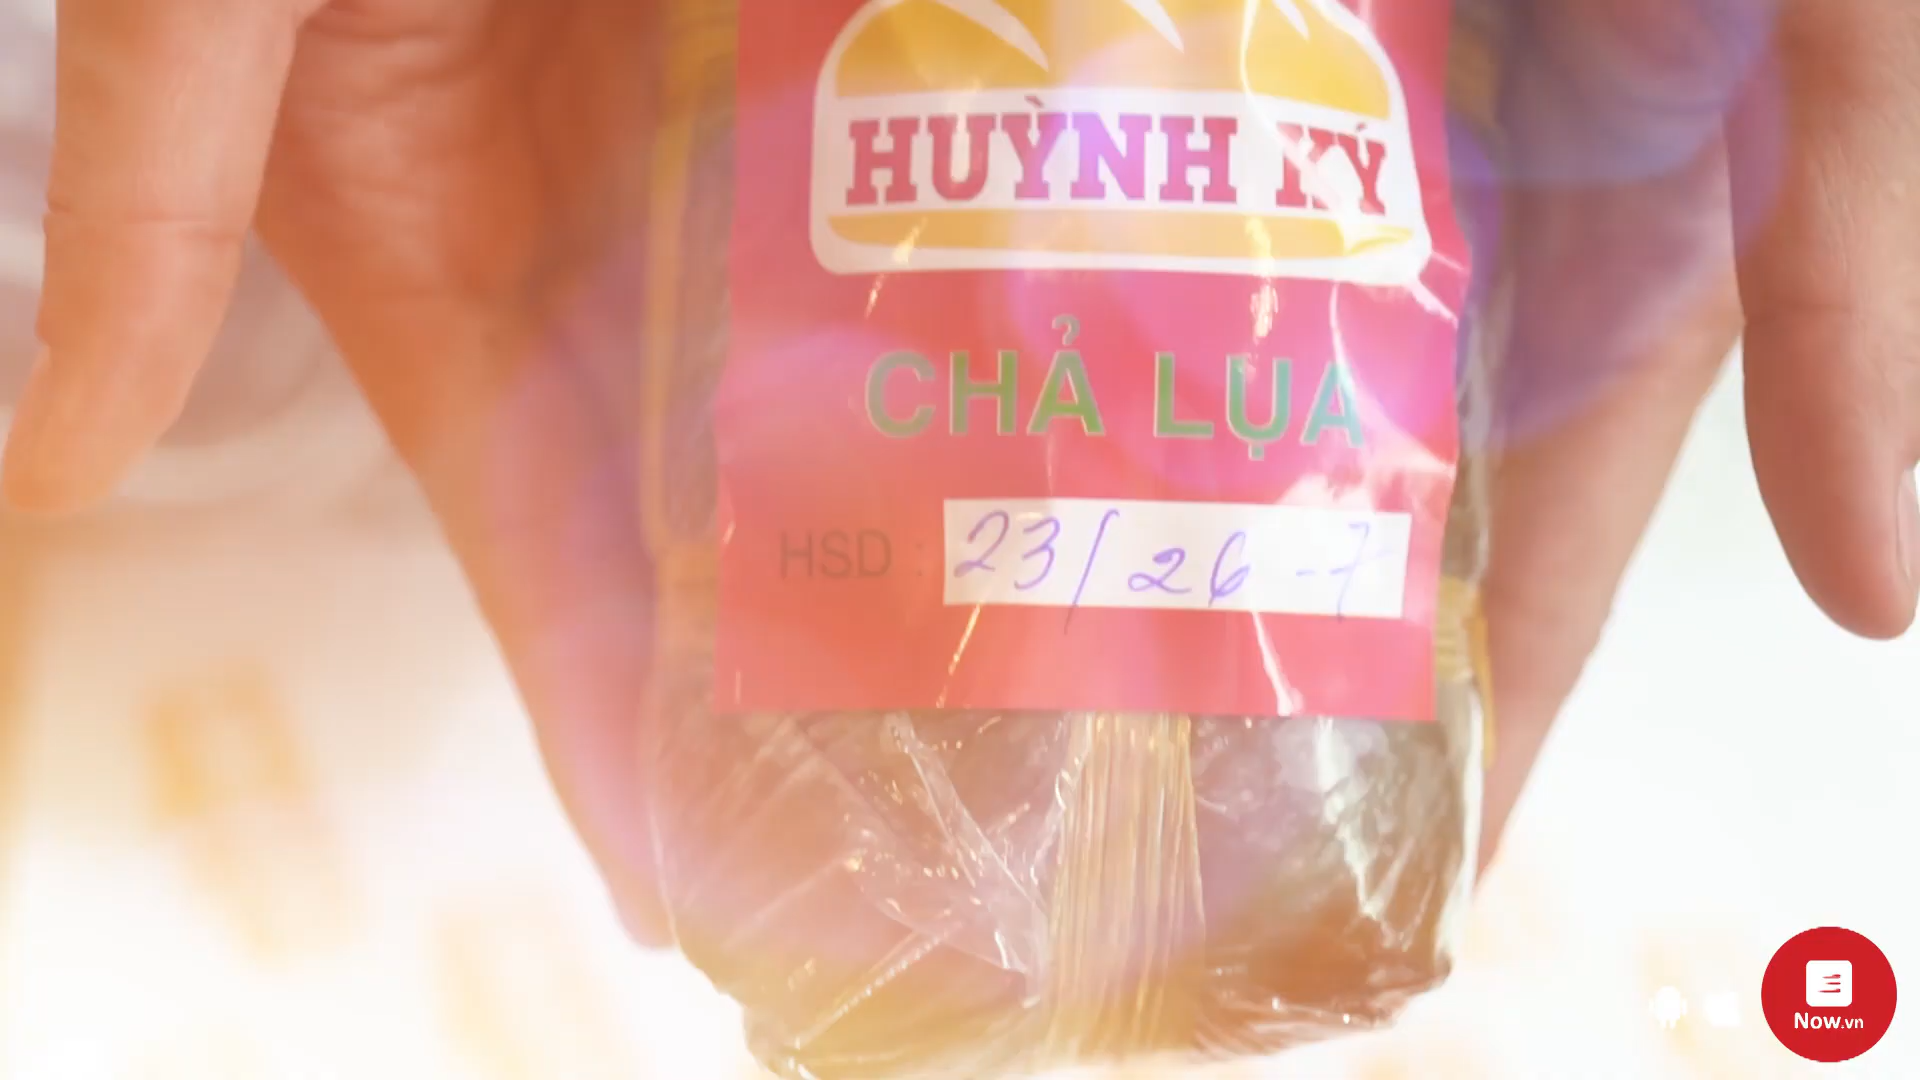 HUỲNH KÝ
CHẢ LỤA
HSD : 23/26-7
Now.vn